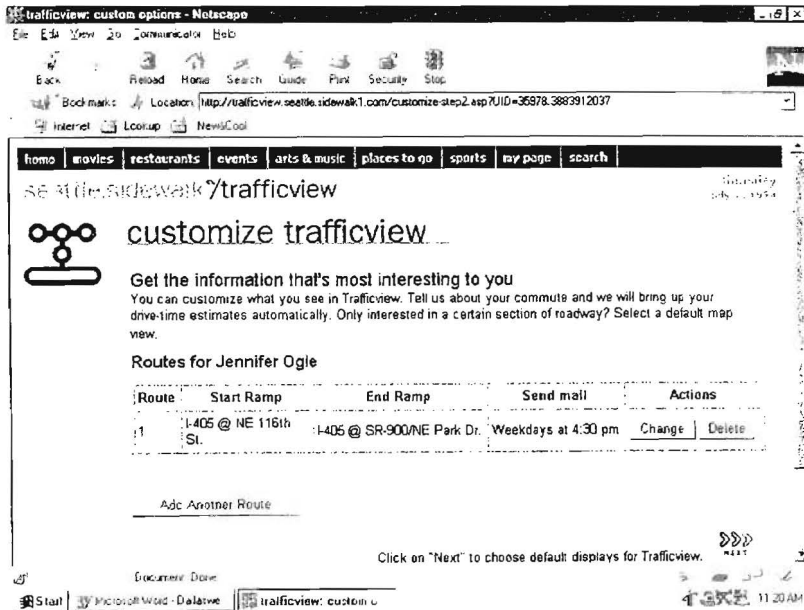 trafficview: custom options - Netscape
File Edit View Go Communicator Help
Back Reload Home Search Guide Print Security Stop
Bookmarks Location: http://trafficview.seattle.sidewalk1.com/customize-step2.asp?UID=35978.3883912037
Internet Lookup New&Cool
home movies restaurants events arts & music places to go sports my page search
seattle.sidewalk/trafficview
Saturday
customize trafficview
Get the information that's most interesting to you
You can customize what you see in Trafficview. Tell us about your commute and we will bring up your
drive-time estimates automatically. Only interested in a certain section of roadway? Select a default map
view.
Routes for Jennifer Ogle
Route Start Ramp End Ramp Send mail Actions
1 I-405 @ NE 116th St. I-405 @ SR-900/NE Park Dr. Weekdays at 4:30 pm Change Delete
Add Another Route
Click on "Next" to choose default displays for Trafficview.
NEXT
Document Done
Start Microsoft Word - trafficview: custom o 11:20 AM